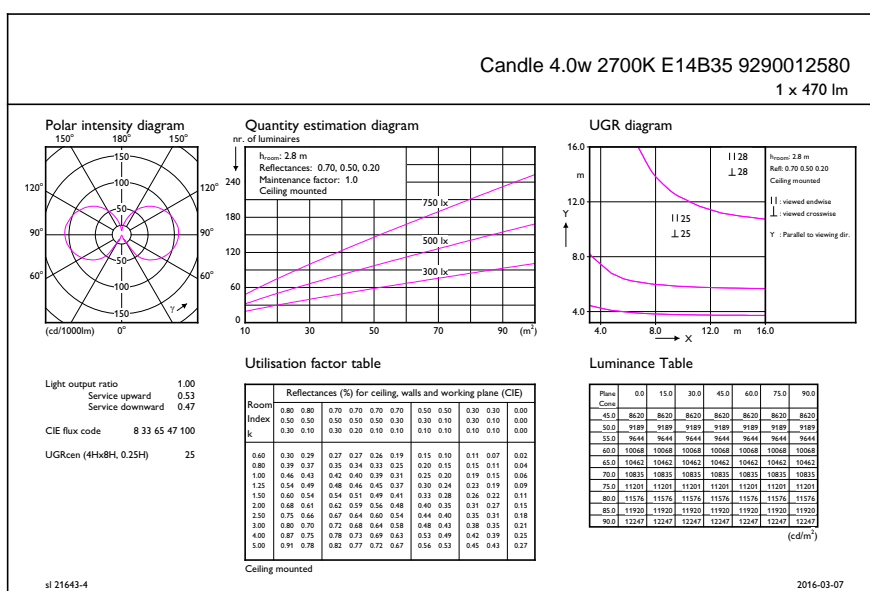 Candle 4.0w 2700K E14B35 9290012580
1 x 470 lm
Polar intensity diagram
150° 180° 150°
120° 120°
90° 90°
60° 60°
150
100
50
50
100
150
γ
(cd/1000lm) 0°
Quantity estimation diagram
nr. of luminaires
hroom: 2.8 m
Reflectances: 0.70, 0.50, 0.20
Maintenance factor: 1.0
Ceiling mounted
240
180
120
60
0
750 lx
500 lx
300 lx
10 30 50 70 90 (m²)
UGR diagram
16.0
m
12.0
Y
8.0
4.0
4.0 8.0 12.0 m 16.0
X
|| 28
⊥ 28
|| 25
⊥ 25
hroom: 2.8 m
Refl: 0.70 0.50 0.20
Ceiling mounted
|| : viewed endwise
⊥ : viewed crosswise
Y : Parallel to viewing dir.
Light output ratio 1.00
Service upward 0.53
Service downward 0.47
CIE flux code 8 33 65 47 100
UGRcen (4Hx8H, 0.25H) 25
Utilisation factor table
Room Index k
Reflectances (%) for ceiling, walls and working plane (CIE)
0.80 0.80 0.70 0.70 0.70 0.70 0.50 0.50 0.30 0.30 0.00
0.50 0.50 0.50 0.50 0.50 0.30 0.30 0.10 0.30 0.10 0.00
0.30 0.10 0.30 0.20 0.10 0.10 0.10 0.10 0.10 0.10 0.00
0.60 0.30 0.29 0.27 0.27 0.26 0.19 0.15 0.10 0.11 0.07 0.02
0.80 0.39 0.37 0.35 0.34 0.33 0.25 0.20 0.15 0.15 0.11 0.04
1.00 0.46 0.43 0.42 0.40 0.39 0.31 0.25 0.20 0.19 0.15 0.06
1.25 0.54 0.49 0.48 0.46 0.45 0.37 0.30 0.24 0.23 0.19 0.09
1.50 0.60 0.54 0.54 0.51 0.49 0.41 0.33 0.28 0.26 0.22 0.11
2.00 0.68 0.61 0.62 0.59 0.56 0.48 0.40 0.35 0.31 0.27 0.15
2.50 0.75 0.66 0.67 0.64 0.60 0.54 0.44 0.40 0.35 0.31 0.18
3.00 0.80 0.70 0.72 0.68 0.64 0.58 0.48 0.43 0.38 0.35 0.21
4.00 0.87 0.75 0.78 0.73 0.69 0.63 0.53 0.49 0.42 0.39 0.25
5.00 0.91 0.78 0.82 0.77 0.72 0.67 0.56 0.53 0.45 0.43 0.27
Ceiling mounted
Luminance Table
Plane 0.0 15.0 30.0 45.0 60.0 75.0 90.0
Cone
45.0 8620 8620 8620 8620 8620 8620 8620
50.0 9189 9189 9189 9189 9189 9189 9189
55.0 9644 9644 9644 9644 9644 9644 9644
60.0 10068 10068 10068 10068 10068 10068 10068
65.0 10462 10462 10462 10462 10462 10462 10462
70.0 10835 10835 10835 10835 10835 10835 10835
75.0 11201 11201 11201 11201 11201 11201 11201
80.0 11576 11576 11576 11576 11576 11576 11576
85.0 11920 11920 11920 11920 11920 11920 11920
90.0 12247 12247 12247 12247 12247 12247 12247
(cd/m²)
sl 21643-4
2016-03-07